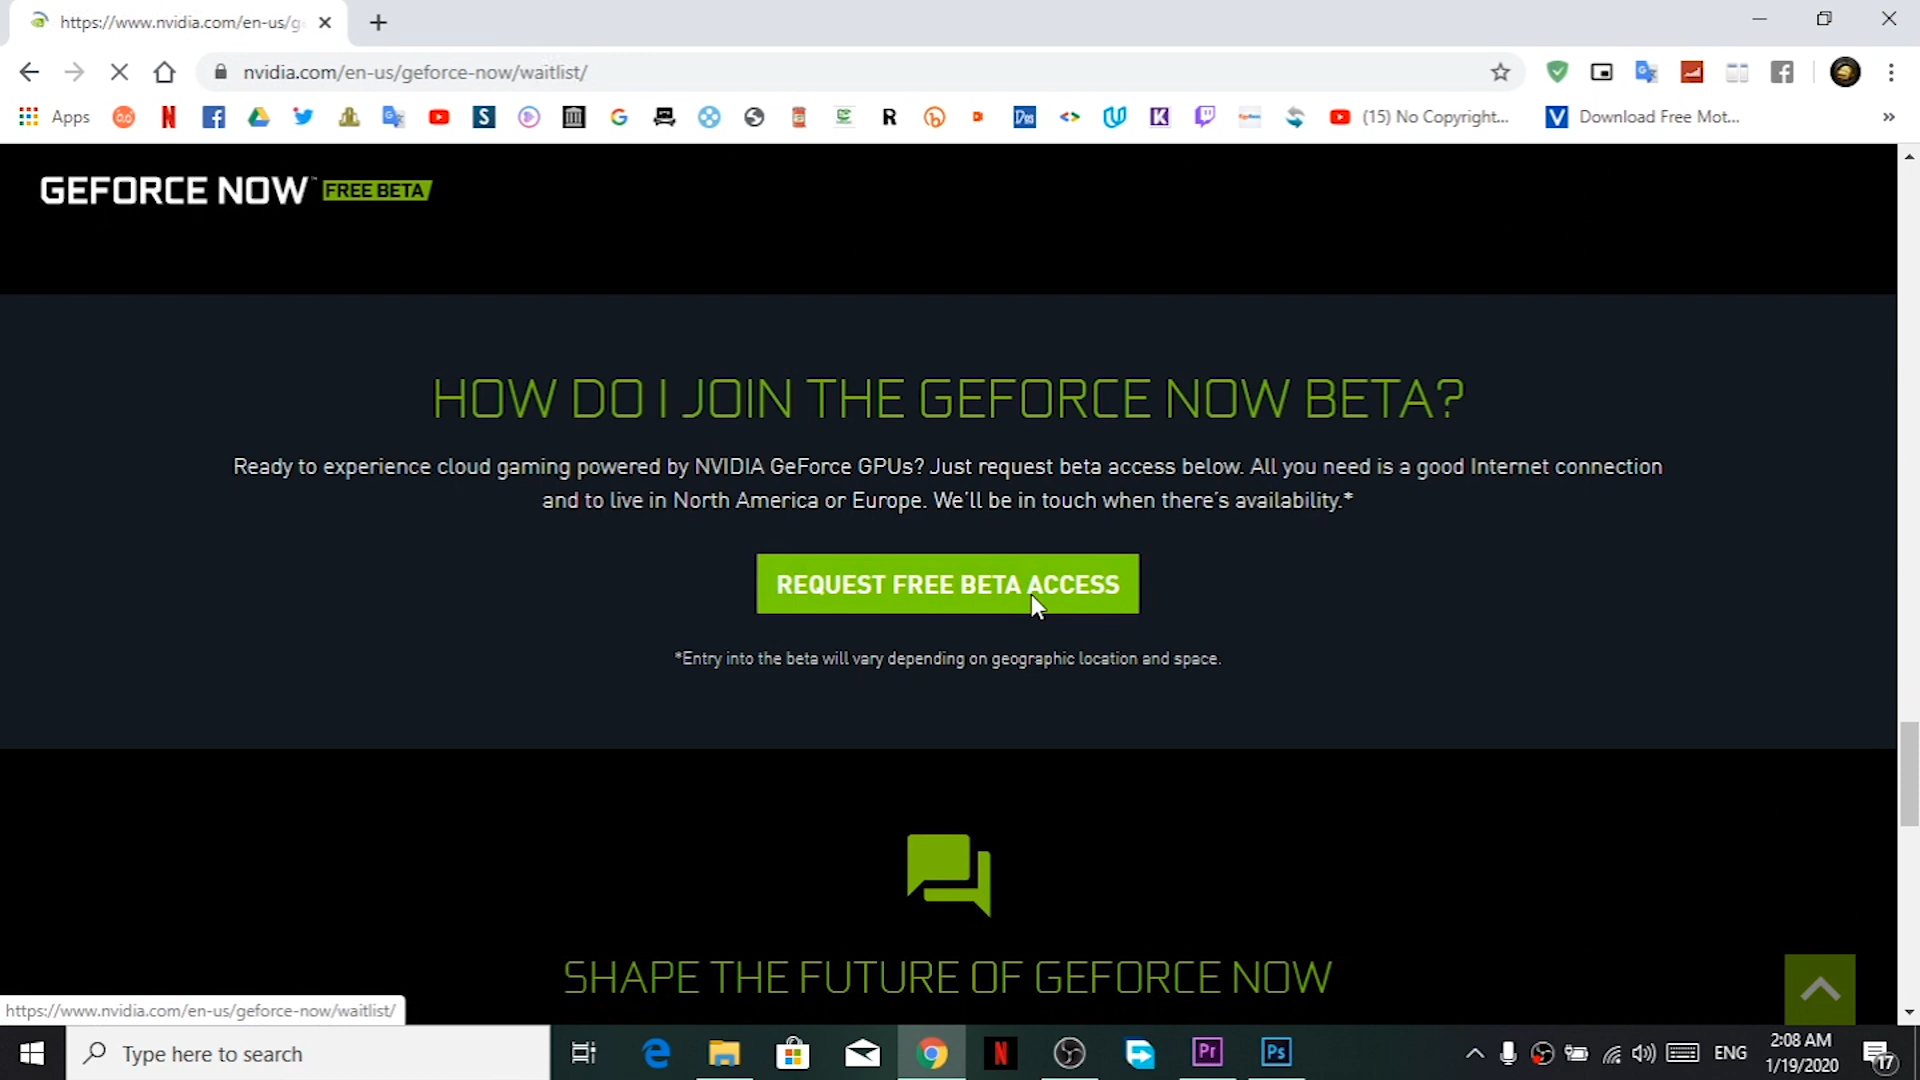 https://www.nvidia.com/en-us/g
nvidia.com/en-us/geforce-now/waitlist/
Apps
(15) No Copyright...
Download Free Mot...
GEFORCE NOW™ FREE BETA
HOW DO I JOIN THE GEFORCE NOW BETA?
Ready to experience cloud gaming powered by NVIDIA GeForce GPUs? Just request beta access below. All you need is a good Internet connection
and to live in North America or Europe. We'll be in touch when there's availability.*
REQUEST FREE BETA ACCESS
*Entry into the beta will vary depending on geographic location and space.
SHAPE THE FUTURE OF GEFORCE NOW
https://www.nvidia.com/en-us/geforce-now/waitlist/
Type here to search
Pr
Ps
ENG
2:08 AM
1/19/2020
17